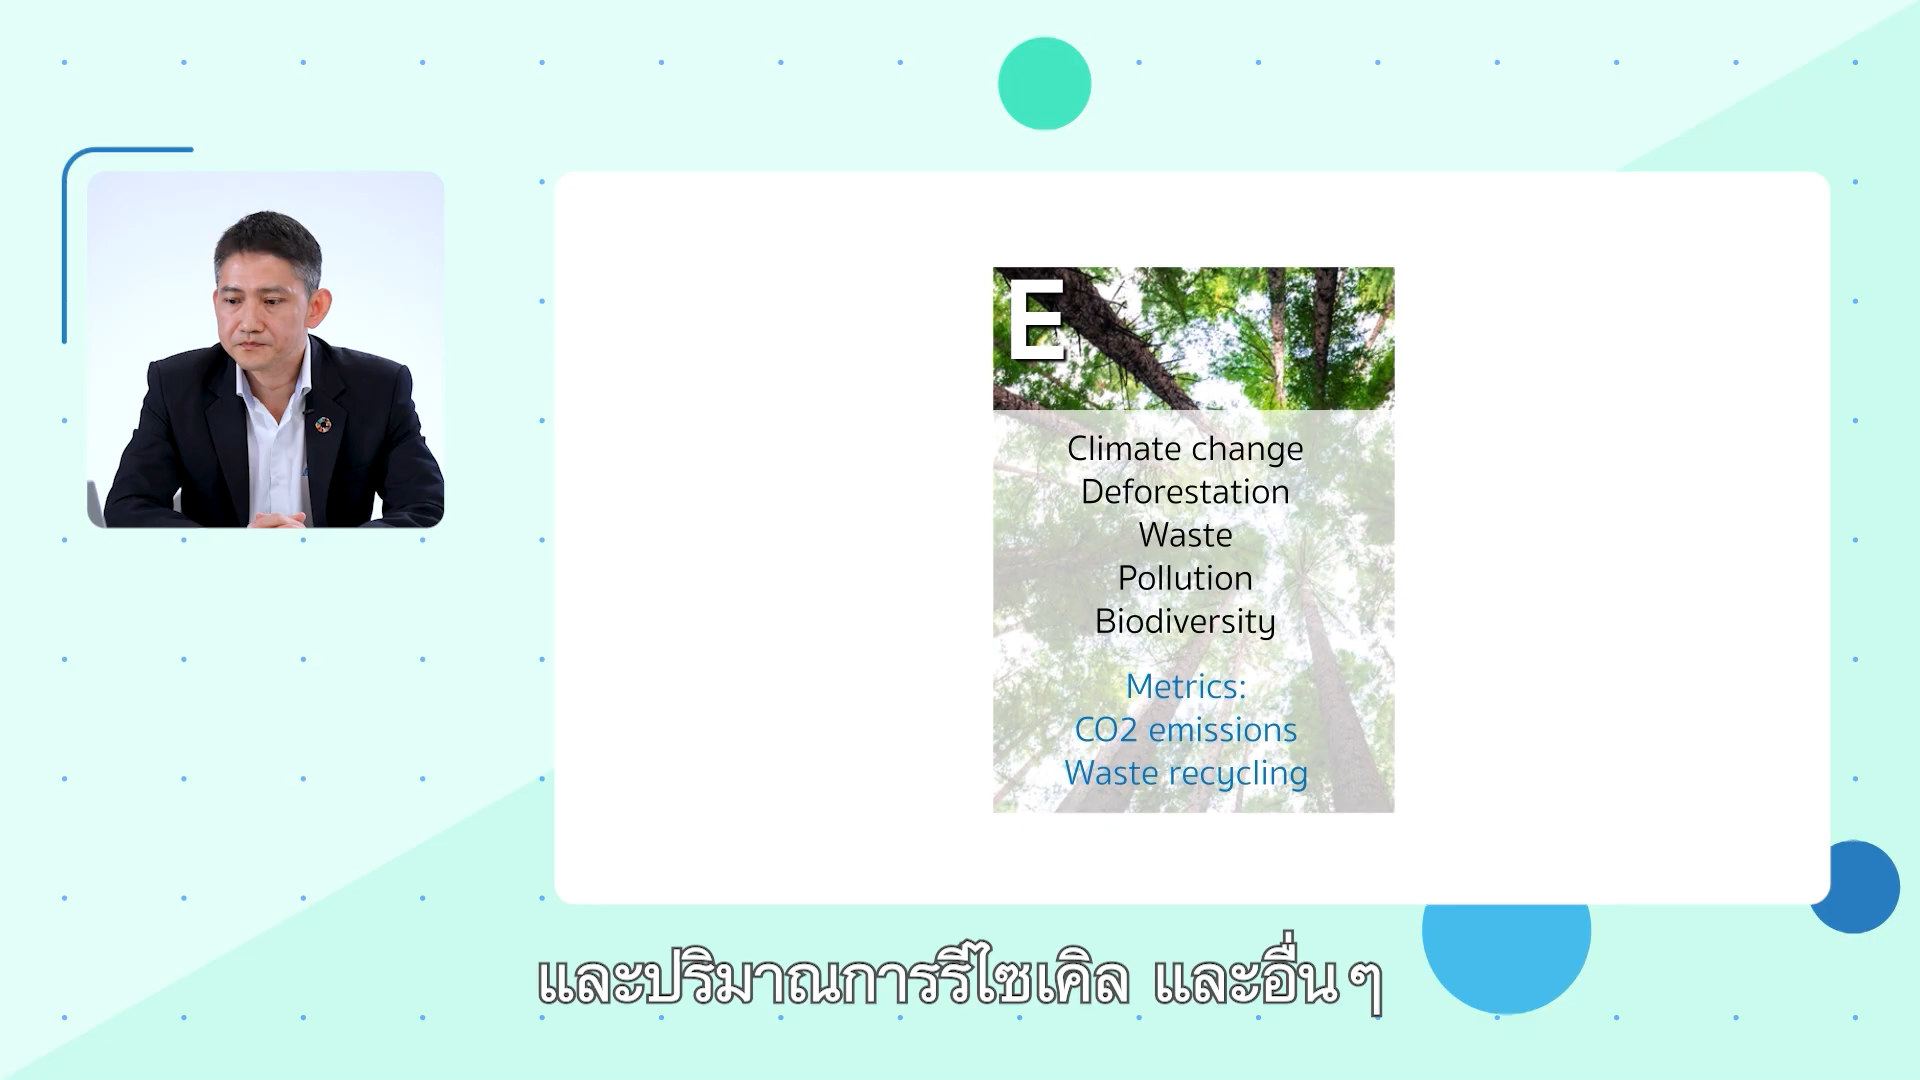 E
Climate change
Deforestation
Waste
Pollution
Biodiversity
Metrics:
CO2 emissions
Waste recycling
และปริมาณการรีไซเคิล และอื่นๆ